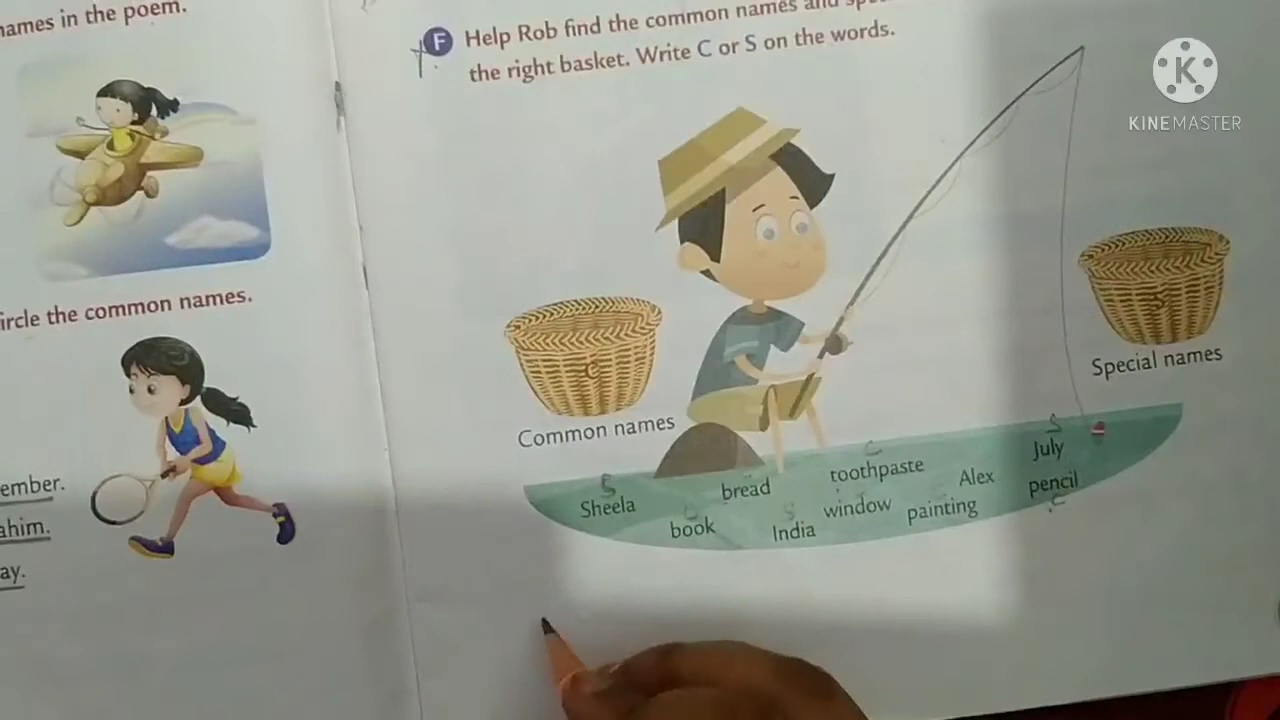 names in the poem.
ircle the common names.
ember.
ahim.
ay.
F Help Rob find the common names and
the right basket. Write C or S on the words.
KINEMASTER
C
S
Common names
Special names
S
C
S
Sheela
bread
toothpaste
Alex
July
book
S
India
window
painting
pencil
C